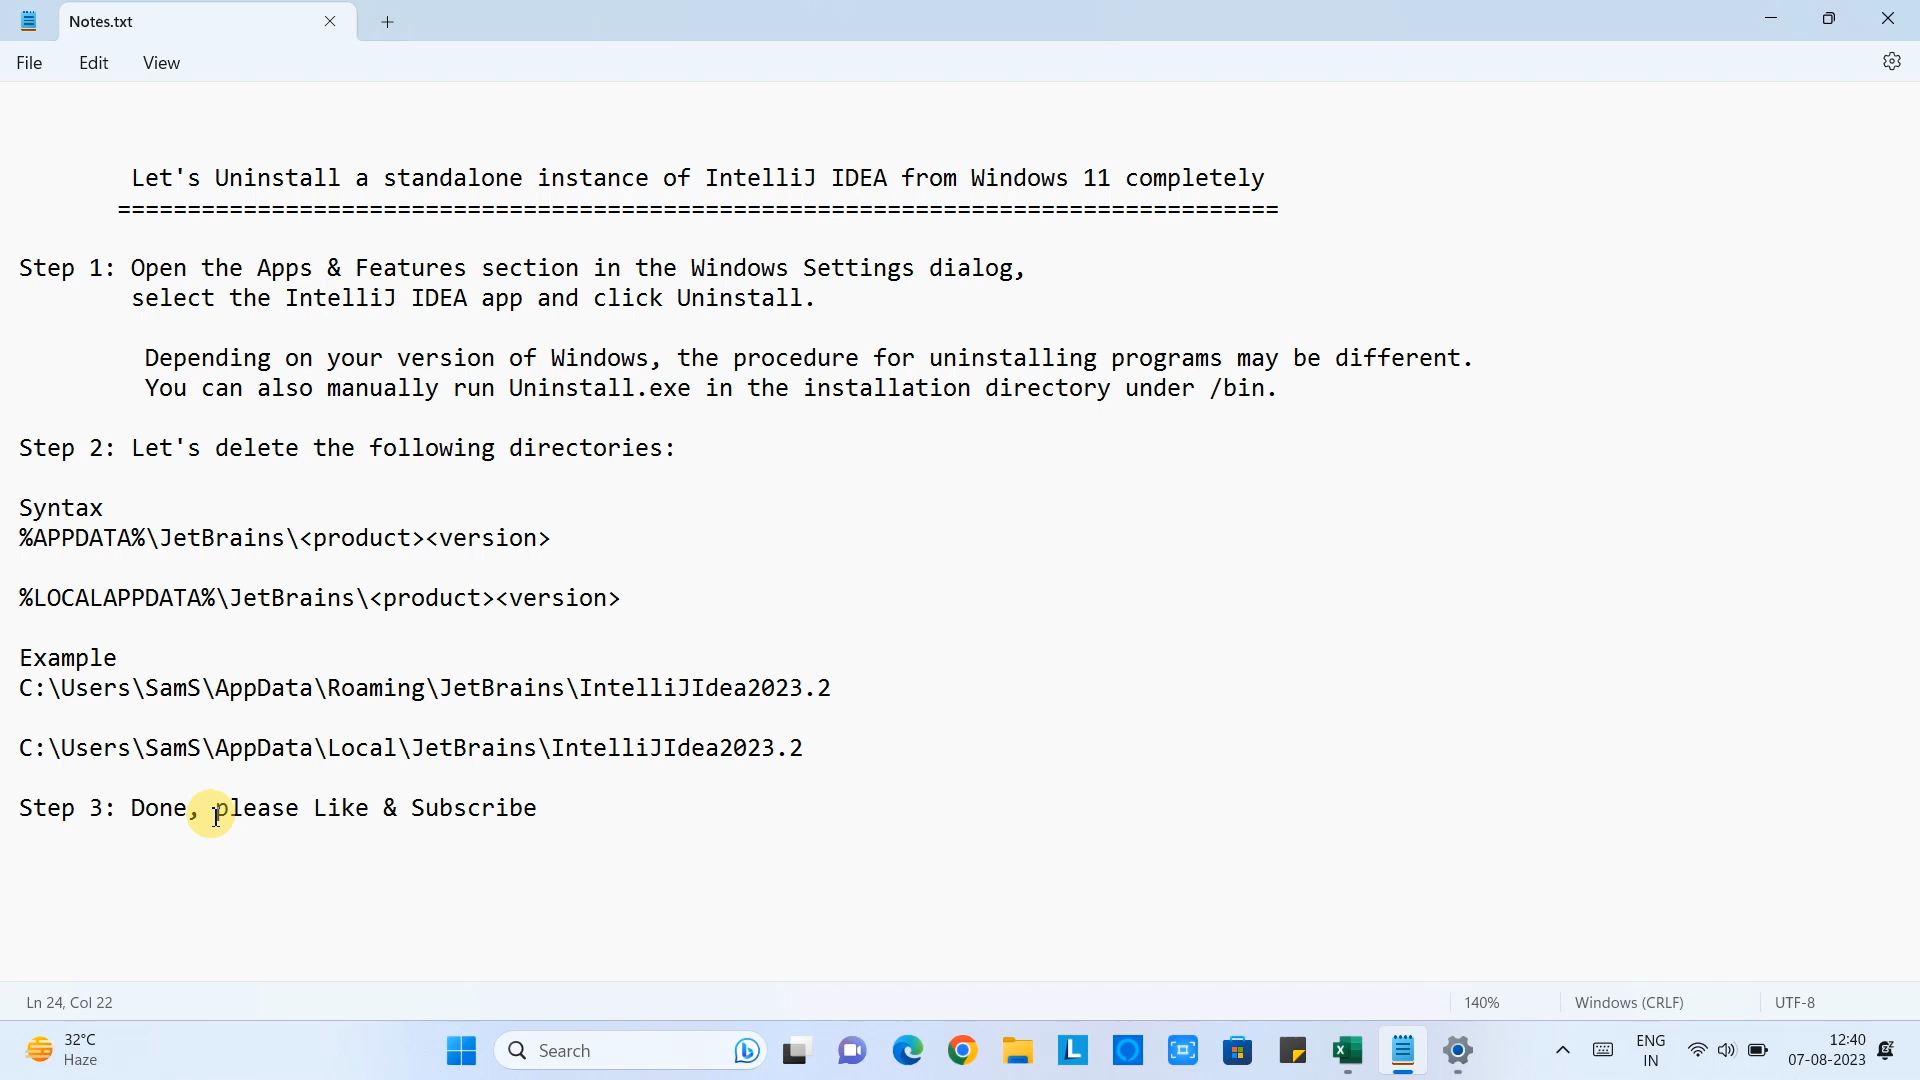 Notes.txt
File Edit View
Let's Uninstall a standalone instance of IntelliJ IDEA from Windows 11 completely
===================================================================================
Step 1: Open the Apps & Features section in the Windows Settings dialog,
select the IntelliJ IDEA app and click Uninstall.
Depending on your version of Windows, the procedure for uninstalling programs may be different.
You can also manually run Uninstall.exe in the installation directory under /bin.
Step 2: Let's delete the following directories:
Syntax
%APPDATA%\JetBrains\<product><version>
%LOCALAPPDATA%\JetBrains\<product><version>
Example
C:\Users\SamS\AppData\Roaming\JetBrains\IntelliJIdea2023.2
C:\Users\SamS\AppData\Local\JetBrains\IntelliJIdea2023.2
Step 3: Done, please Like & Subscribe
Ln 24, Col 22 140% Windows (CRLF) UTF-8
32°C
Haze
Search
L
ENG
IN
12:40
07-08-2023